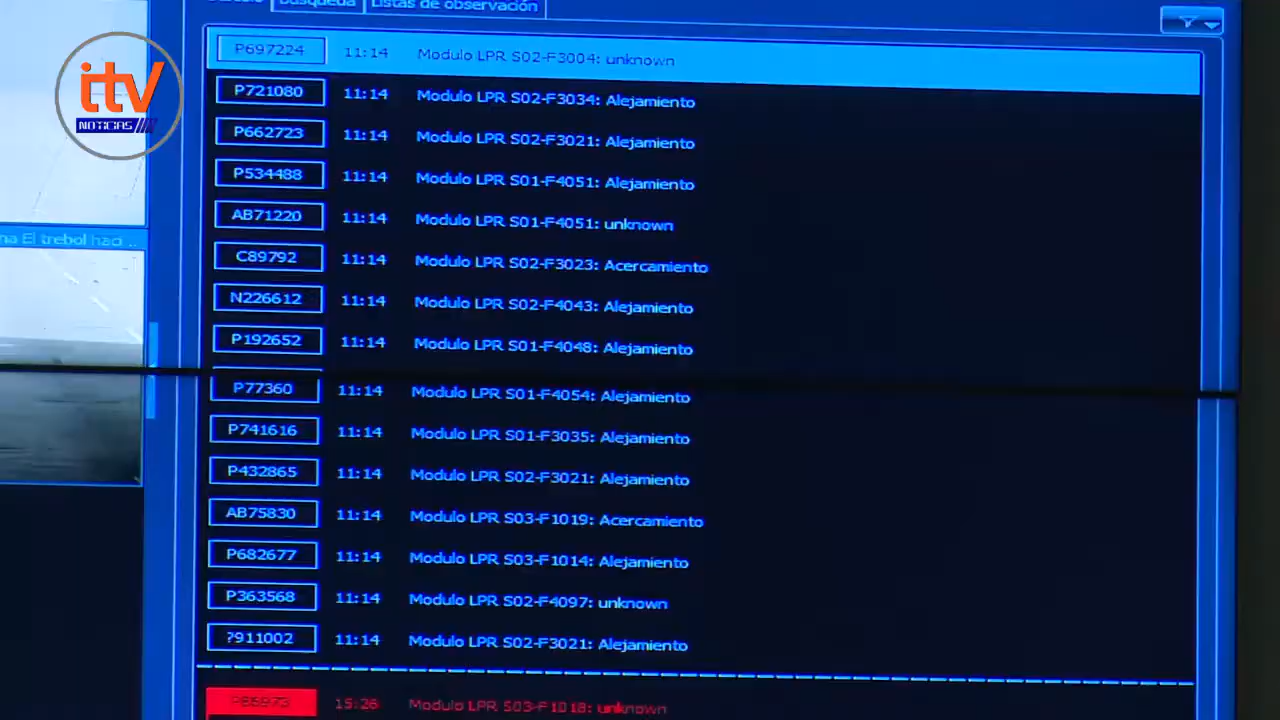 Búsqueda
Listas de observación
itv
NOTICIAS
P697224 11:14 Modulo LPR S02-F3004: unknown
P721080 11:14 Modulo LPR S02-F3034: Alejamiento
P662723 11:14 Modulo LPR S02-F3021: Alejamiento
P534488 11:14 Modulo LPR S01-F4051: Alejamiento
AB71220 11:14 Modulo LPR S01-F4051: unknown
na El trebol haci ...
C89792 11:14 Modulo LPR S02-F3023: Acercamiento
N226612 11:14 Modulo LPR S02-F4043: Alejamiento
P192652 11:14 Modulo LPR S01-F4048: Alejamiento
P77360 11:14 Modulo LPR S01-F4054: Alejamiento
P741616 11:14 Modulo LPR S01-F3035: Alejamiento
P432865 11:14 Modulo LPR S02-F3021: Alejamiento
AB75830 11:14 Modulo LPR S03-F1019: Acercamiento
P682677 11:14 Modulo LPR S03-F1014: Alejamiento
P363568 11:14 Modulo LPR S02-F4097: unknown
?911002 11:14 Modulo LPR S02-F3021: Alejamiento
P86973 15:26 Modulo LPR S03-F1018: unknown